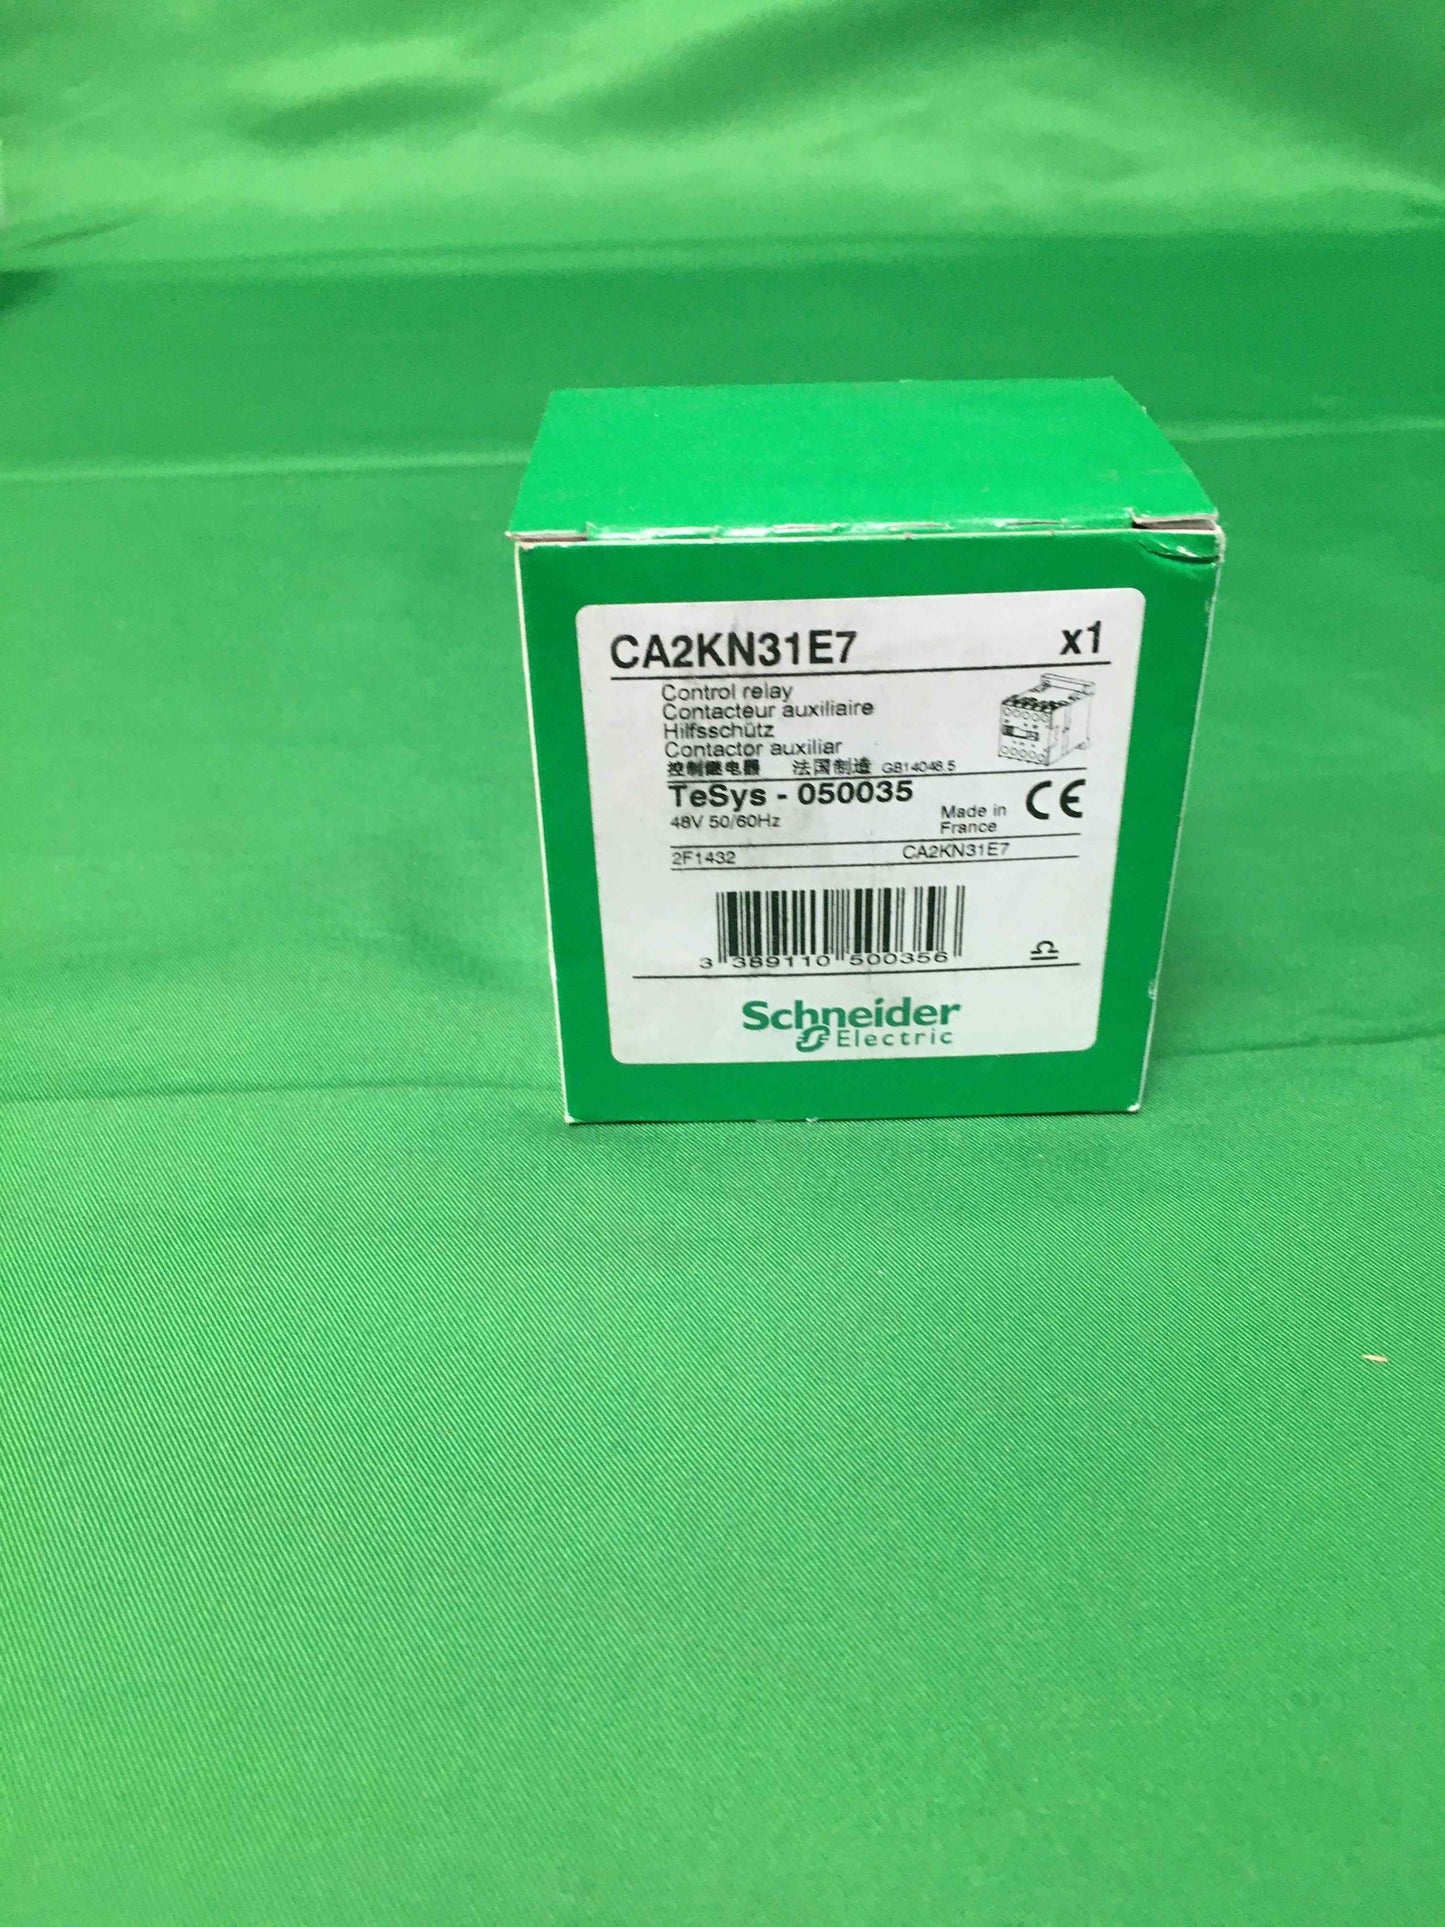 CA2KN31E7 x1
Control relay
Contacteur auxiliaire
Hilfsschütz
Contactor auxiliar
控制继电器 法国制造 GB14048.5
TeSys - 050035
48V 50/60Hz
Made in
France
CE
2F1432 CA2KN31E7
3 389110 500356
Schneider
Electric